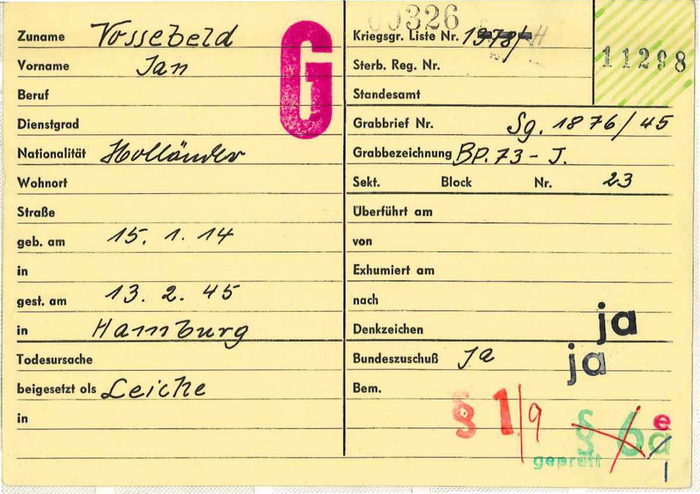 Zuname Vossebeld
Vorname Jan
Beruf
Dienstgrad
Nationalität Holländer
Wohnort
Straße
geb. am 15. 1. 14
in
gest. am 13. 2. 45
in Hamburg
Todesursache
beigesetzt als Leiche
in
G
00326
Kriegsgr. Liste Nr.
11298
Sterb. Reg. Nr.
Standesamt
Grabbrief Nr. Sg. 1876/45
Grabbezeichnung BP. 73 - J.
Sekt. Block Nr. 23
Überführt am
von
Exhumiert am
nach
Denkzeichen ja
Bundeszuschuß Ja ja
Bem.
§ 1/9 § 6 e
geprüft